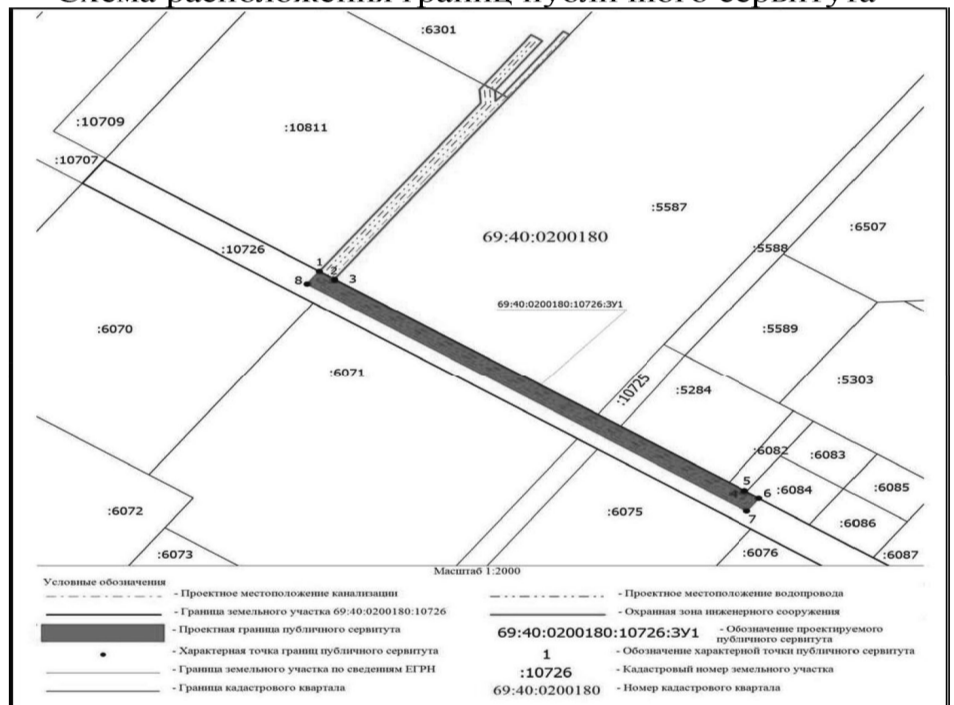 Схема расположения границ публичного сервитута
:6301
:10709
:10811
:10707
:5587
:6507
69:40:0200180
:10726
:5588
1
2
3
8
69:40:0200180:10726:ЗУ1
:6070
:5589
:6071
:5303
:10725
:5284
:6082
:6083
5
4
6
:6084
:6085
7
:6072
:6075
:6086
:6073
:6076
:6087
Масштаб 1:2000
Условные обозначения
- Проектное местоположение канализации
- Граница земельного участка 69:40:0200180:10726
- Проектная граница публичного сервитута
- Характерная точка границ публичного сервитута
- Граница земельного участка по сведениям ЕГРН
- Граница кадастрового квартала
- Проектное местоположение водопровода
- Охранная зона инженерного сооружения
69:40:0200180:10726:ЗУ1 - Обозначение проектируемого
публичного сервитута
1 - Обозначение характерной точки публичного сервитута
:10726 - Кадастровый номер земельного участка
69:40:0200180 - Номер кадастрового квартала